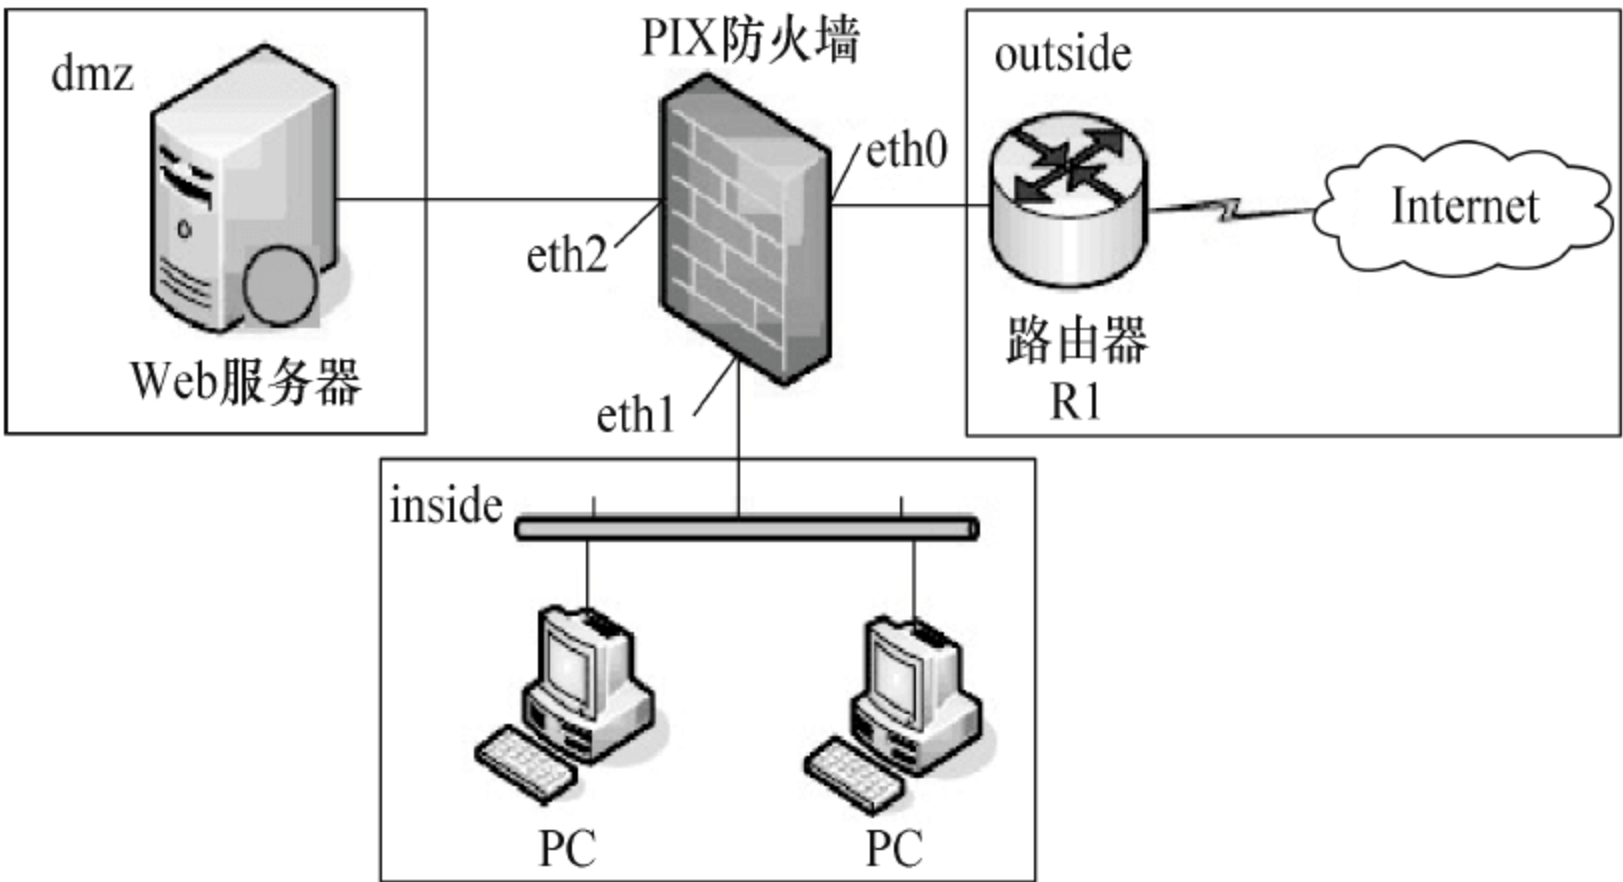 dmz
PIX防火墙
outside
eth0
Internet
eth2
路由器
R1
Web服务器
eth1
inside
PC
PC